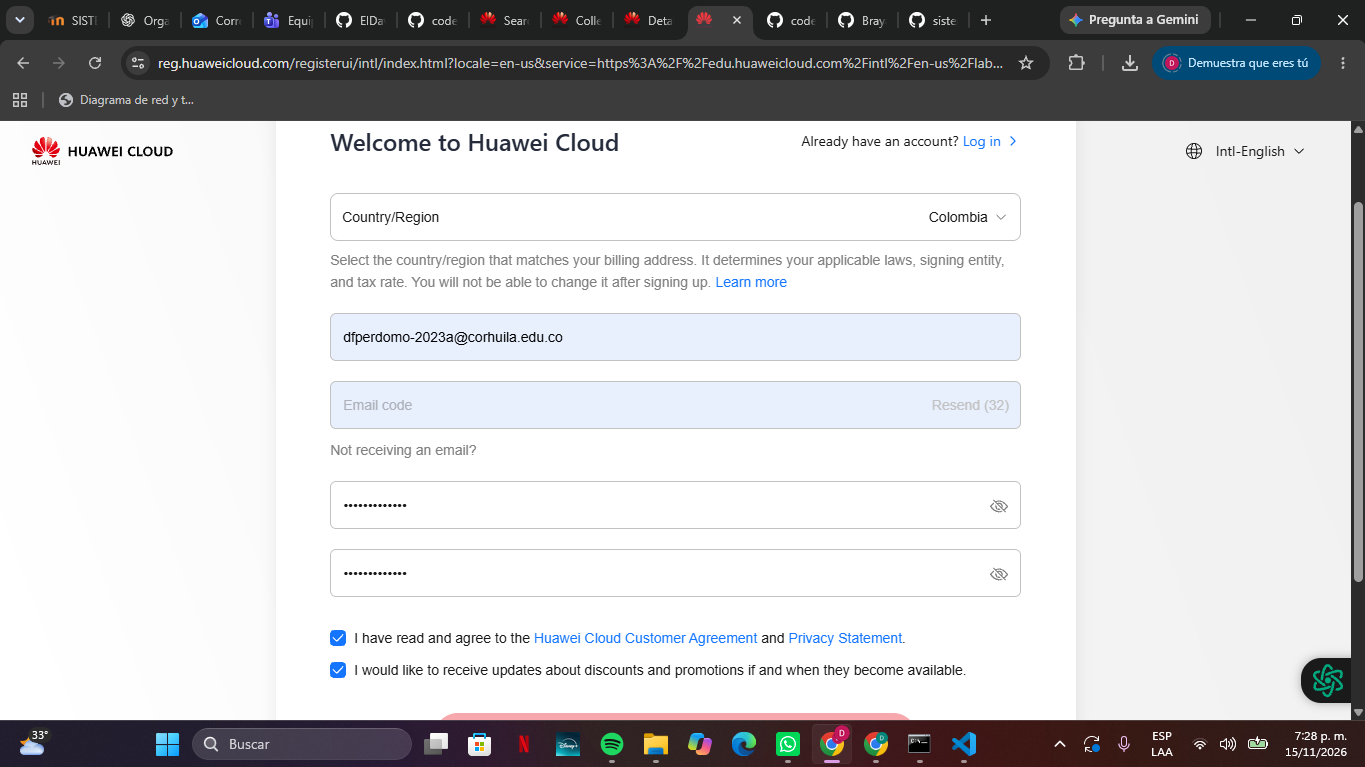 SISTE
Orga
Corre
Equip
ElDa
code
Sear
Colle
Deta
code
Bray
siste
Pregunta a Gemini
reg.huaweicloud.com/registerui/intl/index.html?locale=en-us&service=https%3A%2F%2Fedu.huaweicloud.com%2Fintl%2Fen-us%2Flab...
Demuestra que eres tú
Diagrama de red y t...
HUAWEI
HUAWEI CLOUD
Welcome to Huawei Cloud
Already have an account? Log in
Intl-English
Country/Region
Colombia
Select the country/region that matches your billing address. It determines your applicable laws, signing entity,
and tax rate. You will not be able to change it after signing up. Learn more
dfperdomo-2023a@corhuila.edu.co
Email code
Resend (32)
Not receiving an email?
•••••••••••••
•••••••••••••
I have read and agree to the Huawei Cloud Customer Agreement and Privacy Statement.
I would like to receive updates about discounts and promotions if and when they become available.
33°
Buscar
ESP
LAA
7:28 p. m.
15/11/2026